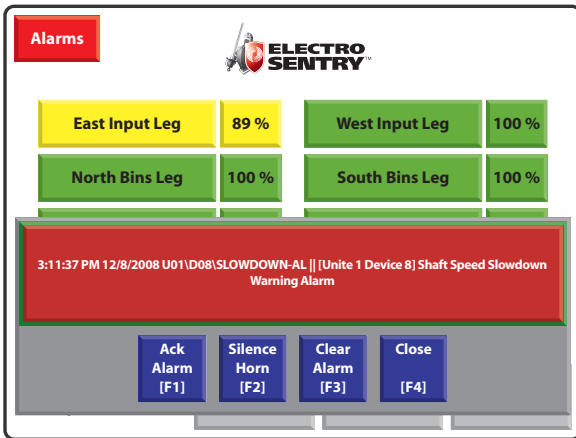 Alarms
ELECTRO
SENTRY™
East Input Leg 89 % West Input Leg 100 %
North Bins Leg 100 % South Bins Leg 100 %
3:11:37 PM 12/8/2008 U01\D08\SLOWDOWN-AL || [Unite 1 Device 8] Shaft Speed Slowdown
Warning Alarm
Ack
Alarm
[F1]
Silence
Horn
[F2]
Clear
Alarm
[F3]
Close
[F4]